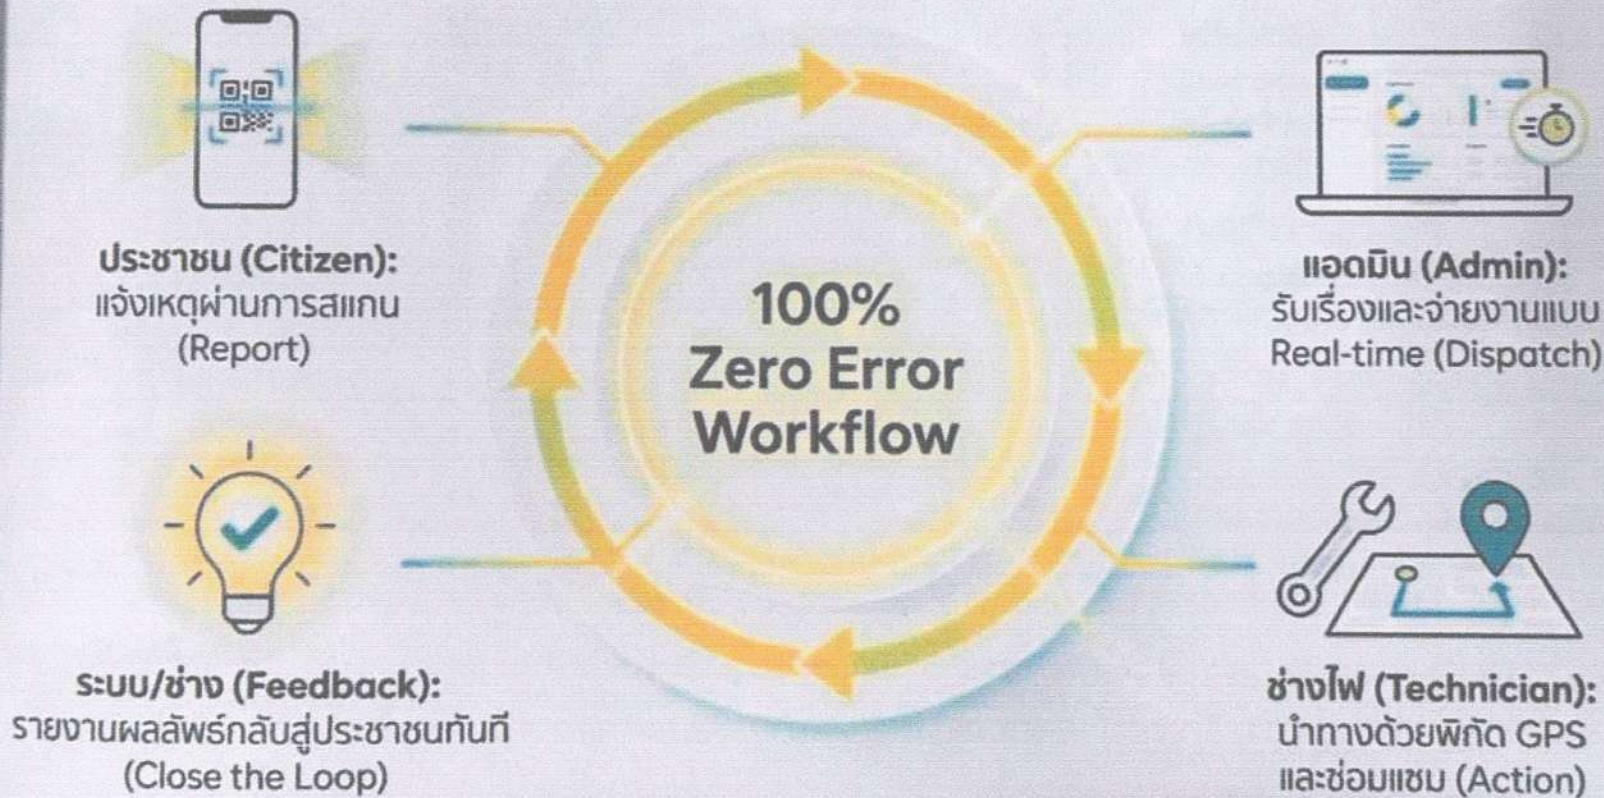 ประชาชน (Citizen):
แจ้งเหตุผ่านการสแกน
(Report)
100%
Zero Error
Workflow
แอดมิน (Admin):
รับเรื่องและจ่ายงานแบบ
Real-time (Dispatch)
ระบบ/ช่าง (Feedback):
รายงานผลลัพธ์กลับสู่ประชาชนทันที
(Close the Loop)
ช่างไฟ (Technician):
นำทางด้วยพิกัด GPS
และซ่อมแซม (Action)